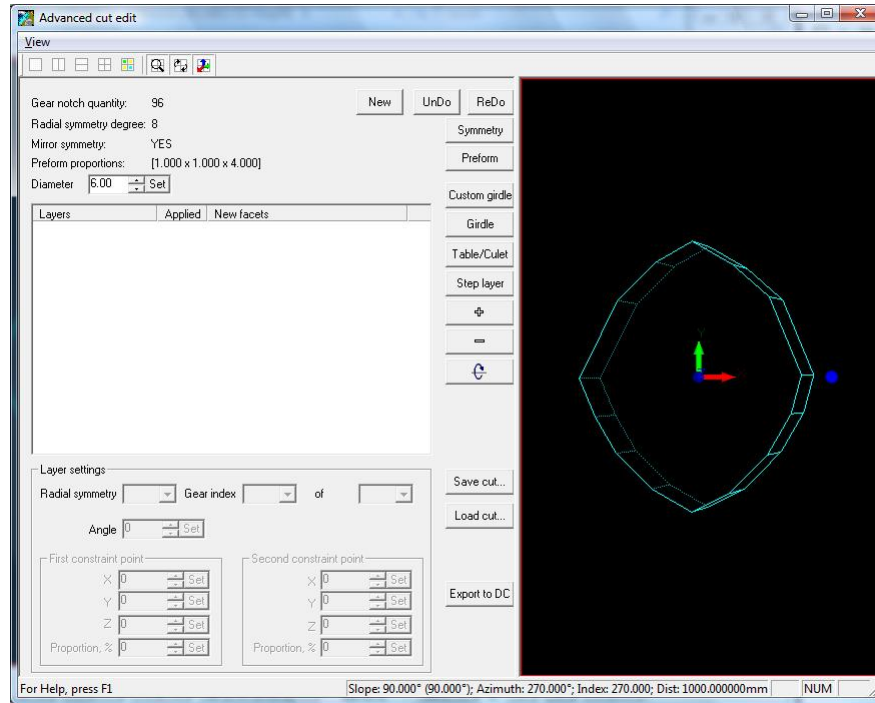 Advanced cut edit
View
Gear notch quantity: 96
New UnDo ReDo
Radial symmetry degree: 8
Symmetry
Mirror symmetry: YES
Preform proportions: [1.000 x 1.000 x 4.000]
Preform
Diameter 6.00 Set
Custom girdle
Layers Applied New facets
Girdle
Table/Culet
Step layer
Layer settings
Save cut...
Radial symmetry Gear index of
Load cut...
Angle 0 Set
First constraint point Second constraint point
X 0 Set X 0 Set
Export to DC
Y 0 Set Y 0 Set
Z 0 Set Z 0 Set
Proportion, % 0 Set Proportion, % 0 Set
Y
For Help, press F1 Slope: 90.000° (90.000°); Azimuth: 270.000°; Index: 270.000; Dist: 1000.000000mm NUM